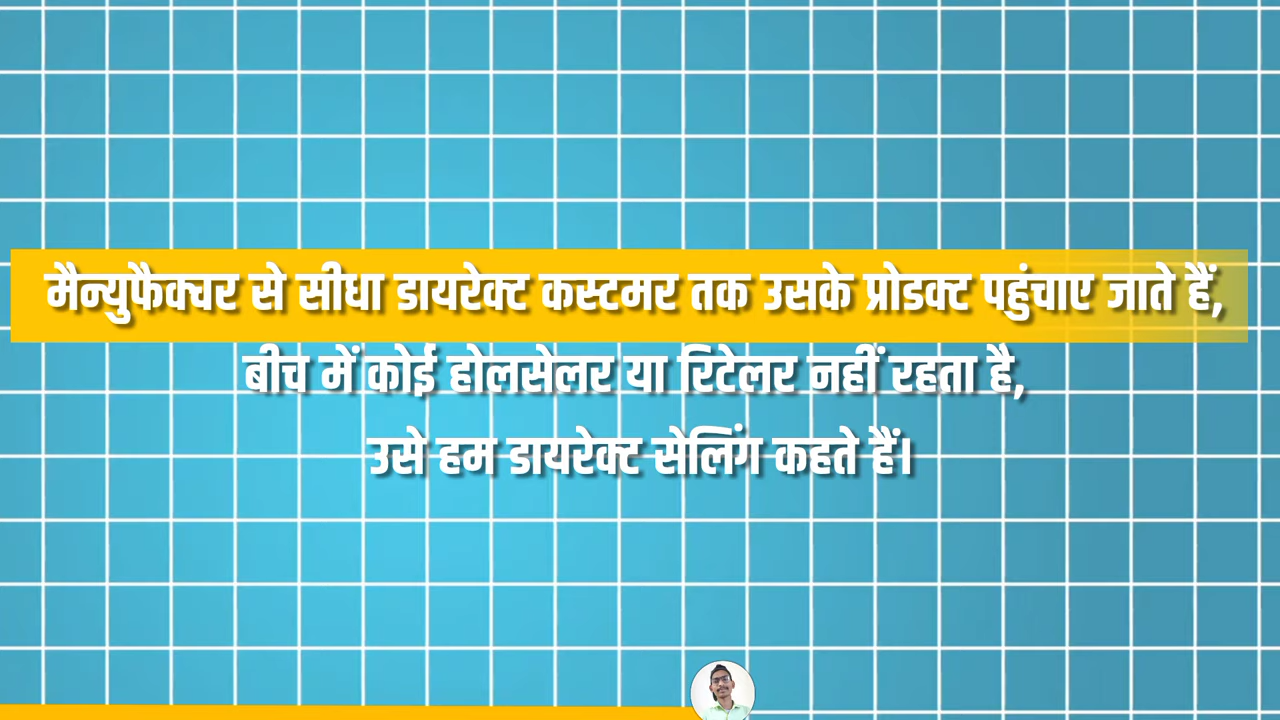 मैन्युफैक्चर से सीधा डायरेक्ट कस्टमर तक उसके प्रोडक्ट पहुंचाए जाते हैं,
बीच में कोई होलसेलर या रिटेलर नहीं रहता है,
उसे हम डायरेक्ट सेलिंग कहते हैं।